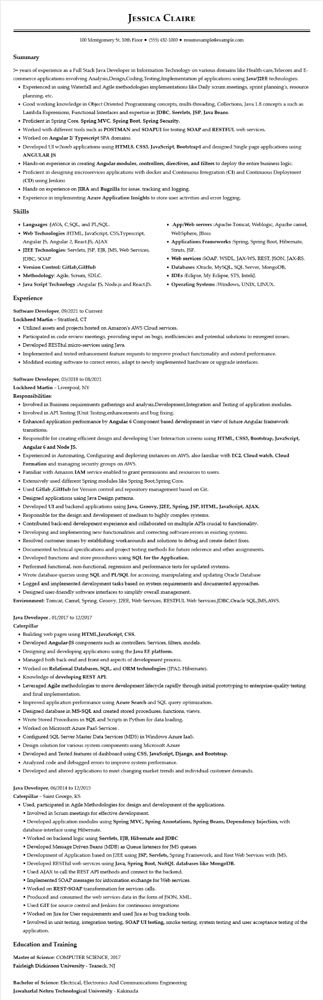 Jessica Claire
100 Montgomery St. 10th Floor ● (555) 432-1000 ● resumesample@example.com
Summary
5+ years of experience as a Full Stack Java Developer in Information Technology on various domains like Health-care,Telecom and E-
commerce applications involving Analysis,Design,Coding,Testing,Implementation pf applications using Java/J2EE technologies.
• Experienced in using Waterfall and Agile methodologies implementations like Daily scrum meetings, sprint planning's, resource
planning, etc.
• Good working knowledge in Object Oriented Programming concepts, multi-threading, Collections, Java 1.8 concepts a such as
Lambda Expressions, Functional Interfaces and expertise in JDBC, Servlets, JSP, Java Beans.
• Proficient in Spring Core, Spring MVC, Spring Boot, Spring Security.
• Worked with different tools such as POSTMAN and SOAPUI for testing SOAP and RESTFUL web services.
• Worked on Angular 2/ Typescript SPA domains.
• Developed UI w2eeeb applications using HTML5, CSS3, JavaScript, Bootstrap4 and designed Single page applications using
ANGULAR JS
• Hands-on experience in creating Angular modules, controllers, directives, and filters to deploy the entire business logic.
• Proficient in designing microservices applications with docker and Continuous Integration (CI) and Continuous Deployment
(CD) using Jenkins
• Hands on experience on JIRA and Bugzilla for issue. tracking and logging.
• Experience in implementing Azure Application Insights to store user activities and error logging.
Skills
• Languages :JAVA, C,SQL, and PL/SQL.
• Web Technologies :HTML, JavaScript, CSS,Typescript,
Angular JS, Angular 2, React.JS, AJAX
• J2EE Technologies: Servlets, JSP, EJB, JMS, Web Services,
JDBC, SOAP
• Version Control: Gitlab,GitHub
• Methodology: Agile, Scrum, SDLC.
• Java Script Technology :Angular JS, Node.js and React.JS.
• .App/Web servers :Apache Tomcat, Weblogic, Apache camel,
WebSphere, JBoss
• Applications Frameworks :Spring, Spring Boot, Hibernate,
Struts, JSF.
• Web services :SOAP, WSDL, JAX-WS, REST, JSON, JAX-RS.
• Databases :Oracle, MySQL, SQL Server, MongoDB,
• IDEs :Eclipse, My Eclipse, STS, InteliJ.
• Operating Systems :Windows, UNIX, LINUX.
Experience
Software Developer, 09/2021 to Current
Lockheed Martin – Stratford, CT
• Utilized assets and projects hosted on Amazon's AWS Cloud services.
• Participated in code review meetings, providing input on bugs, inefficiencies and potential solutions to emergent issues.
• Developed RESTful micro-services using Java.
• Implemented and tested enhancement feature requests to improve product functionality and extend performance.
• Modified existing software to correct errors, adapt to newly implemented hardware or upgrade interfaces.
Software Developer, 05/2018 to 08/2021
Lockheed Martin – Liverpool, NY
Responsibilities:
• Involved in Business requirements gatherings and analysis,Development,Integration and Testing of application modules.
• Involved in API Testing JUnit Testing,enhancements and bug fixing.
• Enhanced application performance by Angular 6 Component based development in view of future Angular framework
transitions.
• Responsible for creating efficient design and developing User Interaction screens using HTML, CSS3, Bootstrap, JavaScript,
Angular 6 and Node JS.
• Experienced in Automating, Configuring and deploying instances on AWS, also familiar with EC2, Cloud watch, Cloud
Formation and managing security groups on AWS.
• Familiar with Amazon IAM service enabled to grant permissions and resources to users.
• Extensively used different Spring modules like Spring Boot,Spring Core.
• Used Gitlab ,GitHub for Version control and repository management based on Git.
• Designed applications using Java Design patterns.
• Developed UI and backend applications using Java, Groovy, J2EE, Spring, JSP, HTML, JavaScript, AJAX.
• Responsible for the design and development of medium to highly complex systems.
• Contributed back-end development experience and collaborated on multiple APIs crucial to functionality.
• Developing and implementing new functionalities and correcting software errors in existing systems.
• Resolved customer issues by establishing workarounds and solutions to debug and create defect fixes.
• Documented technical specifications and project testing methods for future reference and other assignments.
• Developed functions and store procedures using SQL for the Application.
• Performed functional, non-functional, regression and performance tests for updated systems.
• Wrote database queries using SQL and PL/SQL for accessing, manipulating and updating Oracle Database
• Logged and implemented development tasks based on system requirements and documented approaches.
• Designed user-friendly software interfaces to simplify overall management.
Environment: Tomcat, Camel, Spring, Groovy, J2EE, Web Services, RESTFUL Web Services,JDBC,Oracle SQL,JMS,AWS.
Java Developer , 01/2017 to 12/2017
Caterpillar
• Building web pages using HTML,JavaScript, CSS.
• Developed Angular-JS components such as controllers, Services, filters, models.
• Designing and developing applications using the Java EE platform.
• Managed both back-end and front-end aspects of development process.
• Worked on Relational Databases, SQL, and ORM technologies (JPA2, Hibernate).
• Knowledge of developing REST API.
• Leveraged Agile methodologies to move development lifecycle rapidly through initial prototyping to enterprise-quality testing
and final implementation.
• Improved application performance using Azure Search and SQL query optimization.
• Designed database in MS-SQL and created stored procedures, functions, views.
• Wrote Stored Procedures in SQL and Scripts in Python for data loading.
• Worked on Microsoft Azure PaaS Services .
• Configured SQL Server Master Data Services (MDS) in Windows Azure IaaS.
• Design solution for various system components using Microsoft Azure
• Developed and Tested features of dashboard using CSS, JavaScript, Django, and Bootstrap.
• Analyzed code and debugged errors to improve system performance.
• Developed and altered applications to meet changing market trends and individual customer demands.
Java Developer, 06/2014 to 12/2015
Caterpillar – Saint George, KS
• Used, participated in Agile Methodologies for design and development of the applications.
• Involved in Scrum meetings for effective development.
• Developed application modules using Spring MVC, Spring Annotations, Spring Beans, Dependency Injection, with
database interface using Hibernate.
• Worked on backend logic using Servlets, EJB, Hibernate and JDBC
• Developed Message Driven Beans (MDB) as Queue listeners for JMS queues.
• Development of Application based on J2EE using JSP, Servlets, Spring Framework, and Rest Web Services with JMS.
• Developed RESTful web services using Java, Spring Boot, NoSQL databases like MongoDB.
• Used AJAX to call the REST API methods and connect to the backend.
• Implemented SOAP messages for information exchange for Web services.
• Worked on REST-SOAP transformation for services calls.
• Produced and consumed the web services data in the form of JSON, XML.
• Used GIT for source control and Jenkins for continuous integrations
• Worked on Jira for User requirements and used Jira as bug tracking tools.
• Involved in unit testing, integration testing, SOAP UI testing, smoke testing, system testing and user acceptance testing of the
application.
Education and Training
Master of Science: COMPUTER SCIENCE, 2017
Fairleigh Dickinson University - Teaneck, NJ
Bachelor of Science: Electrical, Electronics And Communications Engineering
Jawaharlal Nehru Technological University - Kakinada